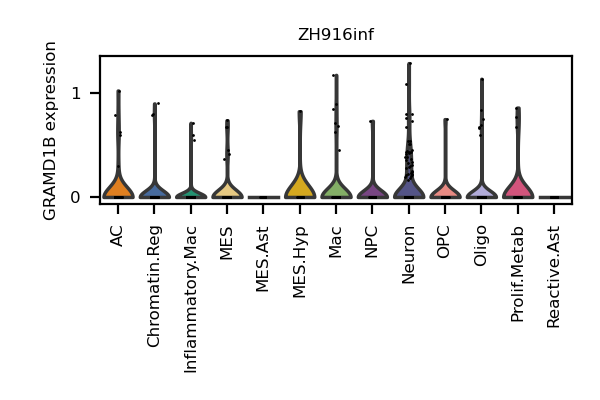 ZH916inf
GRAMD1B expression
1
0
AC
Chromatin.Reg
Inflammatory.Mac
MES
MES.Ast
MES.Hyp
Mac
NPC
Neuron
OPC
Oligo
Prolif.Metab
Reactive.Ast